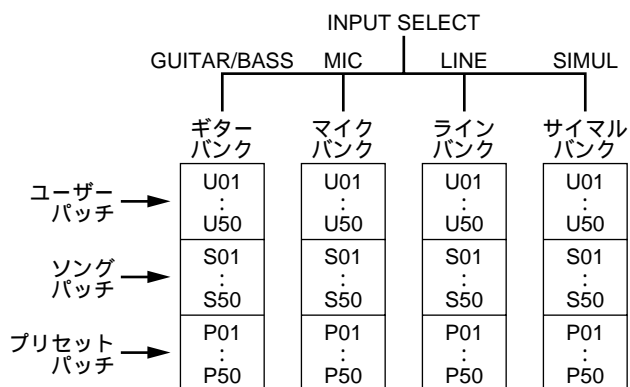 INPUT SELECT
GUITAR/BASS MIC LINE SIMUL
ギター マイク ライン サイマル
バンク バンク バンク バンク
ユーザー
パッチ
U01 U01 U01 U01
: : : :
U50 U50 U50 U50
ソング
パッチ
S01 S01 S01 S01
: : : :
S50 S50 S50 S50
プリセット
パッチ
P01 P01 P01 P01
: : : :
P50 P50 P50 P50